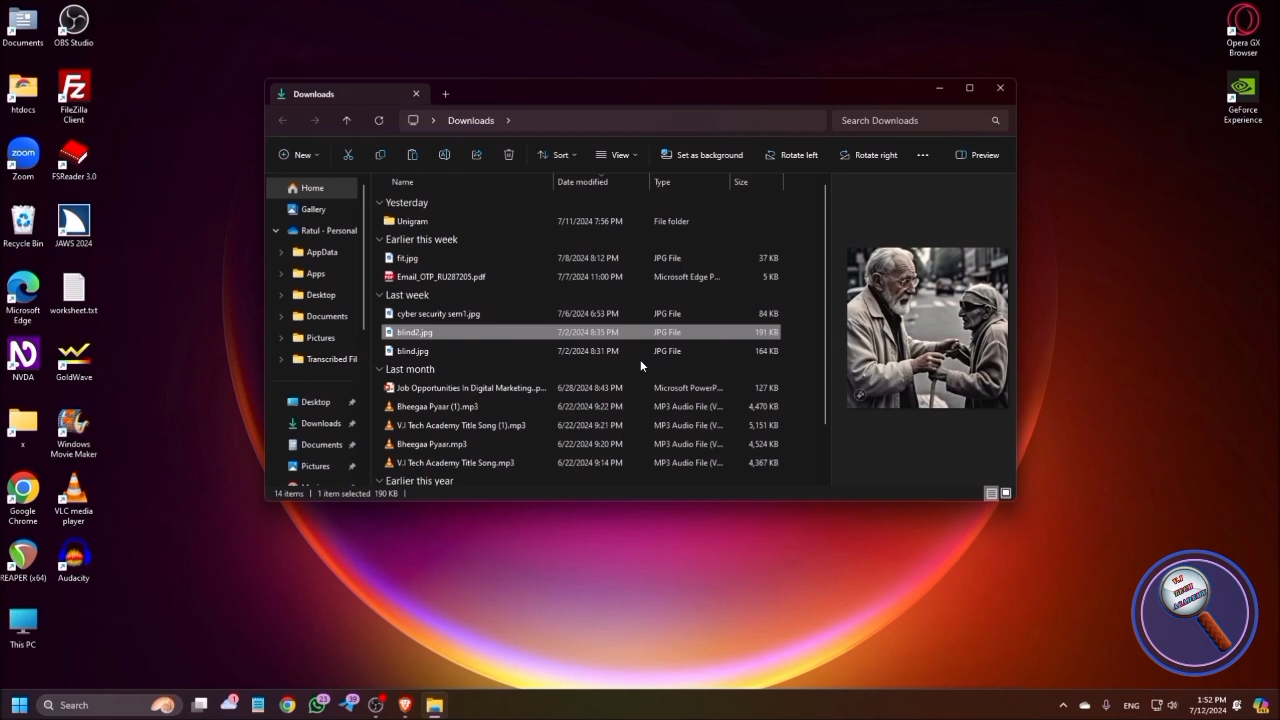 Documents
OBS Studio
Opera GX
Browser
htdocs
FileZilla
Client
GeForce
Experience
Zoom
FSReader 3.0
Recycle Bin
JAWS 2024
Microsoft
Edge
worksheet.txt
NVDA
GoldWave
x
Windows
Movie Maker
Google
Chrome
VLC media
player
REAPER (x64)
Audacity
This PC
Downloads
Downloads
Search Downloads
New
Sort
View
Set as background
Rotate left
Rotate right
Preview
Home
Gallery
Ratul - Personal
AppData
Apps
Desktop
Documents
Pictures
Transcribed Fil
Desktop
Downloads
Documents
Pictures
Name Date modified Type Size
Yesterday
Unigram 7/11/2024 7:56 PM File folder
Earlier this week
fit.jpg 7/8/2024 8:12 PM JPG File 37 KB
Email_OTP_RU287205.pdf 7/7/2024 11:00 PM Microsoft Edge P... 5 KB
Last week
cyber security sem1.jpg 7/6/2024 6:53 PM JPG File 84 KB
blind2.jpg 7/2/2024 8:35 PM JPG File 191 KB
blind.jpg 7/2/2024 8:31 PM JPG File 164 KB
Last month
Job Opportunities In Digital Marketing..p... 6/28/2024 8:43 PM Microsoft PowerP... 127 KB
Bheegaa Pyaar (1).mp3 6/22/2024 9:22 PM MP3 Audio File (V... 4,470 KB
V.I Tech Academy Title Song (1).mp3 6/22/2024 9:21 PM MP3 Audio File (V... 5,151 KB
Bheegaa Pyaar.mp3 6/22/2024 9:20 PM MP3 Audio File (V... 4,524 KB
V.I Tech Academy Title Song.mp3 6/22/2024 9:14 PM MP3 Audio File (V... 4,367 KB
Earlier this year
14 items 1 item selected 190 KB
V.I
TECH
ACADEMY
Search
1
23
39
ENG
1:52 PM
7/12/2024